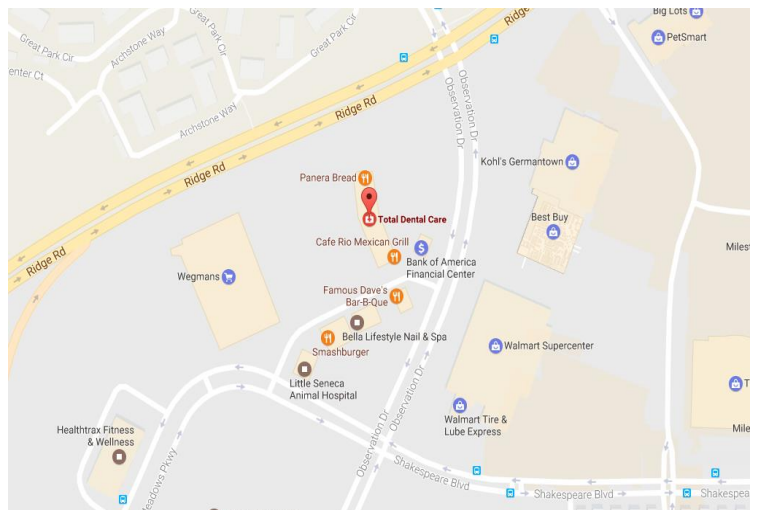 Big Lots
Great Park Cir
Great Park Cir
Archstone Way
Great Park Cir
Ridge
PetSmart
enter Ct
Ridge Rd
Archstone Way
Observation Dr
Observation Dr
Kohl's Germantown
Ridge Rd
Panera Bread
Total Dental Care
Best Buy
Cafe Rio Mexican Grill
Miles
Ridge Rd
Wegmans
Bank of America
Financial Center
Famous Dave's
Bar-B-Que
Bella Lifestyle Nail & Spa
Smashburger
Walmart Supercenter
Little Seneca
Animal Hospital
T
Observation Dr
Observation Dr
Walmart Tire &
Lube Express
Healthtrax Fitness
& Wellness
Mile
Meadows Pkwy
Shakespeare Blvd
Shakespeare Blvd
Shakespea